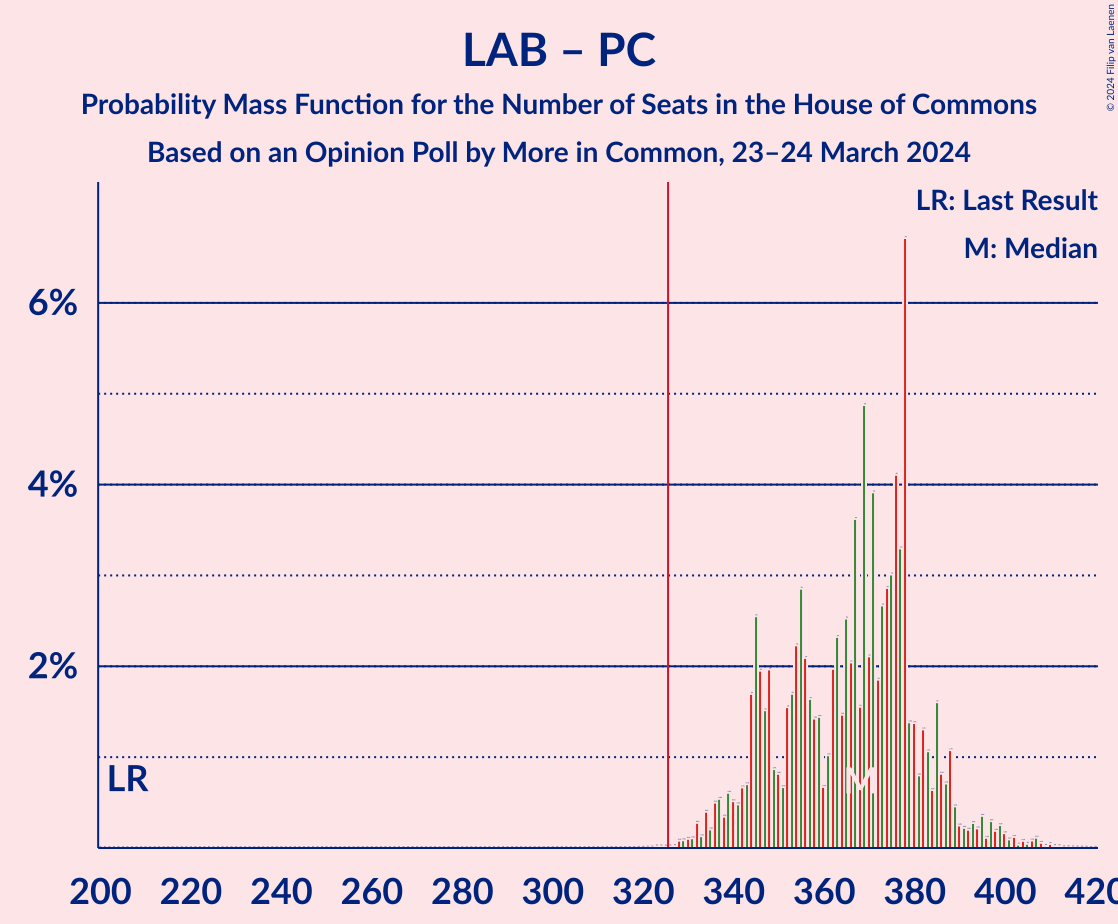 LAB – PC
Probability Mass Function for the Number of Seats in the House of Commons
Based on an Opinion Poll by More in Common, 23–24 March 2024
© 2024 Filip van Laenen
LR: Last Result
M: Median
6%
4%
2%
LR
M
200 220 240 260 280 300 320 340 360 380 400 420